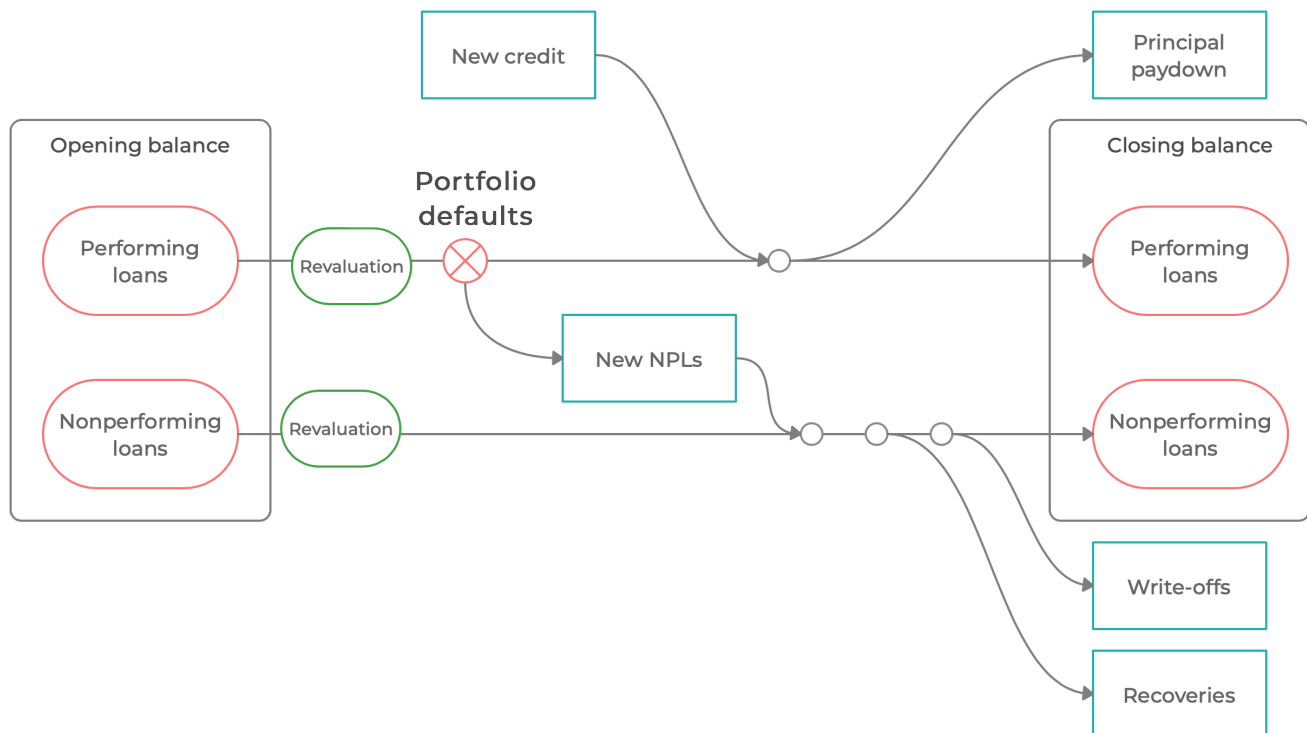 New credit
Principal
paydown
Opening balance
Closing balance
Portfolio
defaults
Performing
loans
Revaluation
Performing
loans
New NPLs
Nonperforming
loans
Revaluation
Nonperforming
loans
Write-offs
Recoveries